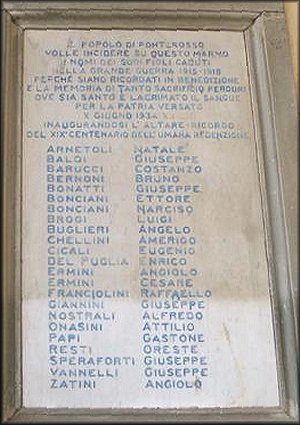 IL POPOLO DI PONTEROSSO
VOLLE INCIDERE SU QUESTO MARMO
I NOMI DEI SUOI FIGLI CADUTI
NELLA GRANDE GUERRA 1915-1918
PERCHÉ SIANO RICORDATI IN BENEDIZIONE
E LA MEMORIA DI TANTO SACRIFICIO PERDURI
OVE SIA SANTO E LACRIMATO IL SANGUE
PER LA PATRIA VERSATO
X GIUGNO 1934
INAUGURANDOSI L'ALTARE-RICORDO
DEL XIX° CENTENARIO DELL'UMANA REDENZIONE
ARNETOLI NATALE
BALDI GIUSEPPE
BARUCCI COSTANZO
BERNONI BRUNO
BONATTI GIUSEPPE
BONCIANI ETTORE
BONCIANI NARCISO
BROGI LUIGI
BUGLIERI ANGELO
CHELLINI AMERIGO
CICALI EUGENIO
DEL PUGLIA ENRICO
ERMINI ANGIOLO
ERMINI CESARE
FRANCIOLINI RAFFAELLO
GIANNINI GIUSEPPE
NOSTRALI ALFREDO
ONASINI ATTILIO
PAPI GASTONE
RESTI ORESTE
SPERAFORTI GIUSEPPE
VANNELLI GIUSEPPE
ZATINI ANGIOLO